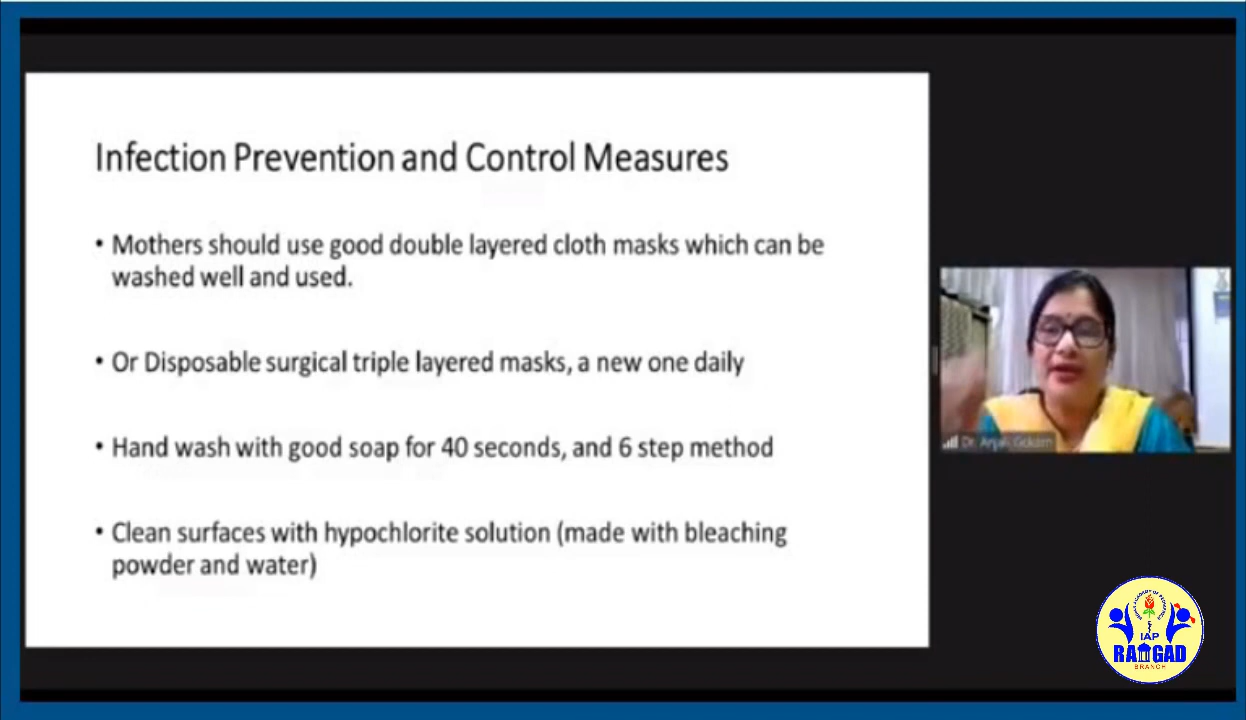 Infection Prevention and Control Measures
• Mothers should use good double layered cloth masks which can be
washed well and used.
• Or Disposable surgical triple layered masks, a new one daily
• Hand wash with good soap for 40 seconds, and 6 step method
• Clean surfaces with hypochlorite solution (made with bleaching
powder and water)
Dr. Anjali
IAP
RAIGAD
BRANCH